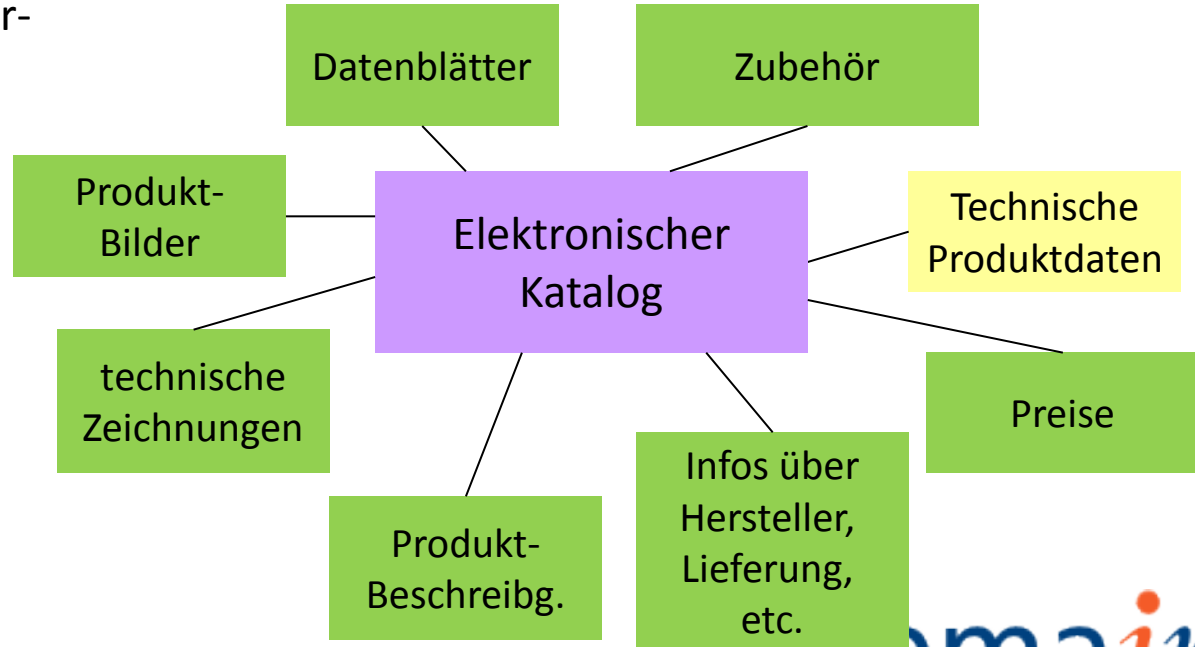 r-
Datenblätter
Zubehör
Produkt-
Bilder
Elektronischer
Katalog
Technische
Produktdaten
technische
Zeichnungen
Preise
Produkt-
Beschreibg.
Infos über
Hersteller,
Lieferung,
etc.